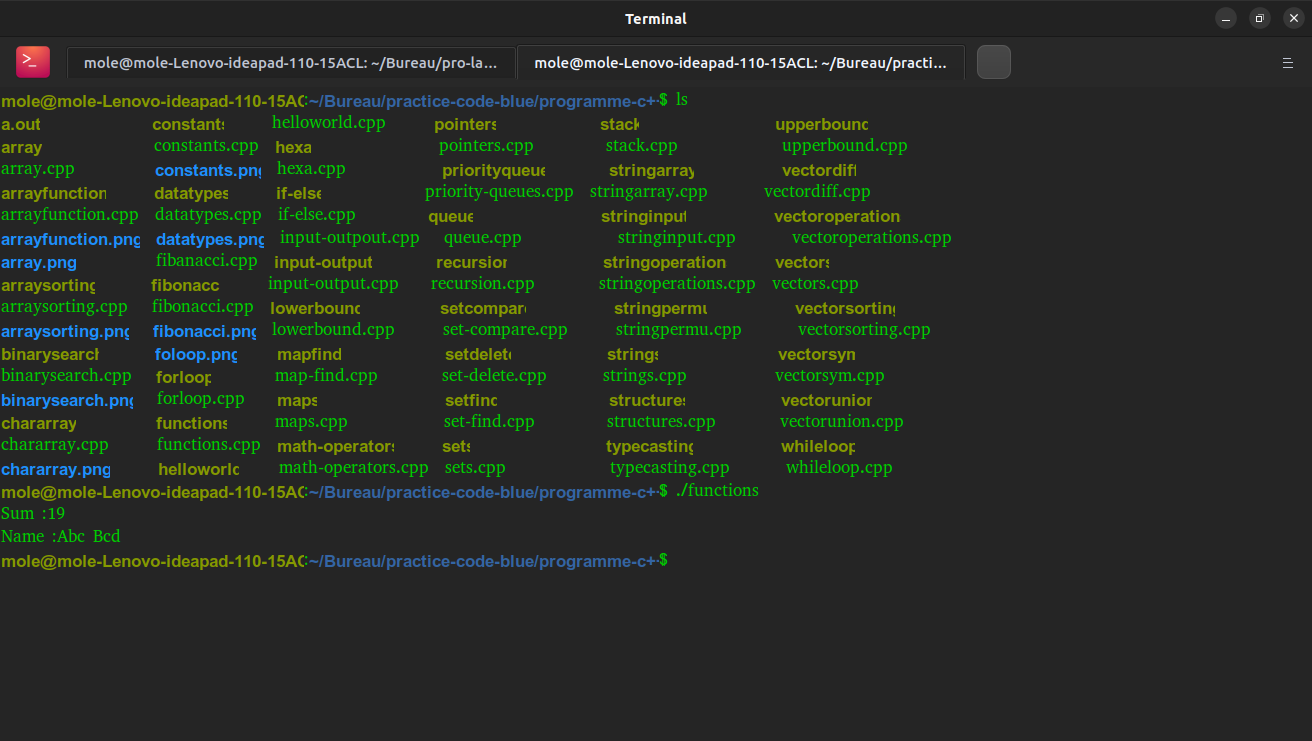 Terminal
>_ mole@mole-Lenovo-ideapad-110-15ACL: ~/Bureau/pro-la... mole@mole-Lenovo-ideapad-110-15ACL: ~/Bureau/practi...
mole@mole-Lenovo-ideapad-110-15AC:~/Bureau/practice-code-blue/programme-c+$ ls
a.out constants helloworld.cpp pointers stack upperbound
array constants.cpp hexa pointers.cpp stack.cpp upperbound.cpp
array.cpp constants.png hexa.cpp priorityqueue stringarray vectordiff
arrayfunction datatypes if-else priority-queues.cpp stringarray.cpp vectordiff.cpp
arrayfunction.cpp datatypes.cpp if-else.cpp queue stringinput vectoroperation
arrayfunction.png datatypes.png input-outpout.cpp queue.cpp stringinput.cpp vectoroperations.cpp
array.png fibanacci.cpp input-output recursion stringoperation vectors
arraysorting fibonacci input-output.cpp recursion.cpp stringoperations.cpp vectors.cpp
arraysorting.cpp fibonacci.cpp lowerbound setcompare stringpermu vectorsorting
arraysorting.png fibonacci.png lowerbound.cpp set-compare.cpp stringpermu.cpp vectorsorting.cpp
binarysearch foloop.png mapfind setdelete strings vectorsym
binarysearch.cpp forloop map-find.cpp set-delete.cpp strings.cpp vectorsym.cpp
binarysearch.png forloop.cpp maps setfind structures vectorunion
chararray functions maps.cpp set-find.cpp structures.cpp vectorunion.cpp
chararray.cpp functions.cpp math-operators sets typecasting whileloop
chararray.png helloworld math-operators.cpp sets.cpp typecasting.cpp whileloop.cpp
mole@mole-Lenovo-ideapad-110-15AC:~/Bureau/practice-code-blue/programme-c+$ ./functions
Sum :19
Name :Abc Bcd
mole@mole-Lenovo-ideapad-110-15AC:~/Bureau/practice-code-blue/programme-c+$